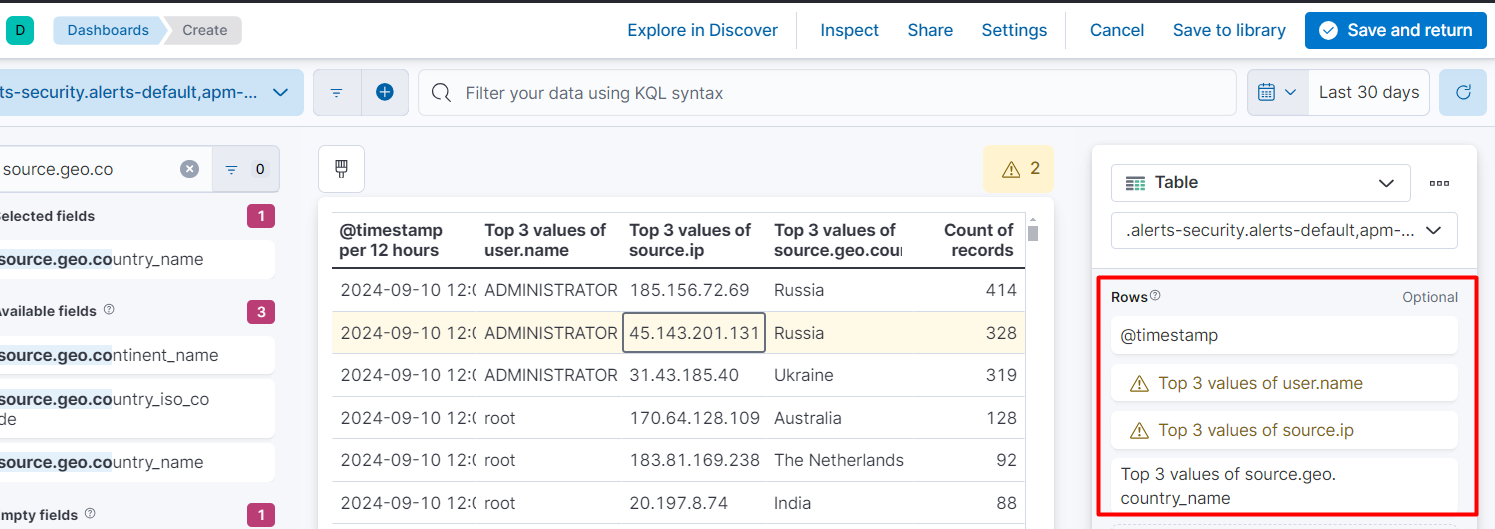 D
Dashboards
Create
Explore in Discover
Inspect
Share
Settings
Cancel
Save to library
Save and return
ts-security.alerts-default,apm-...
Filter your data using KQL syntax
Last 30 days
source.geo.co
0
elected fields
1
source.geo.country_name
vailable fields
3
source.geo.continent_name
source.geo.country_iso_co
de
source.geo.country_name
mpty fields
1
2
@timestamp per 12 hours
Top 3 values of user.name
Top 3 values of source.ip
Top 3 values of source.geo.cou
Count of records
2024-09-10 12:0 ADMINISTRATOR 185.156.72.69 Russia 414
2024-09-10 12:0 ADMINISTRATOR 45.143.201.131 Russia 328
2024-09-10 12:0 ADMINISTRATOR 31.43.185.40 Ukraine 319
2024-09-10 12:0 root 170.64.128.109 Australia 128
2024-09-10 12:0 root 183.81.169.238 The Netherlands 92
2024-09-10 12:0 root 20.197.8.74 India 88
Table
.alerts-security.alerts-default,apm-...
Rows
Optional
@timestamp
Top 3 values of user.name
Top 3 values of source.ip
Top 3 values of source.geo.
country_name